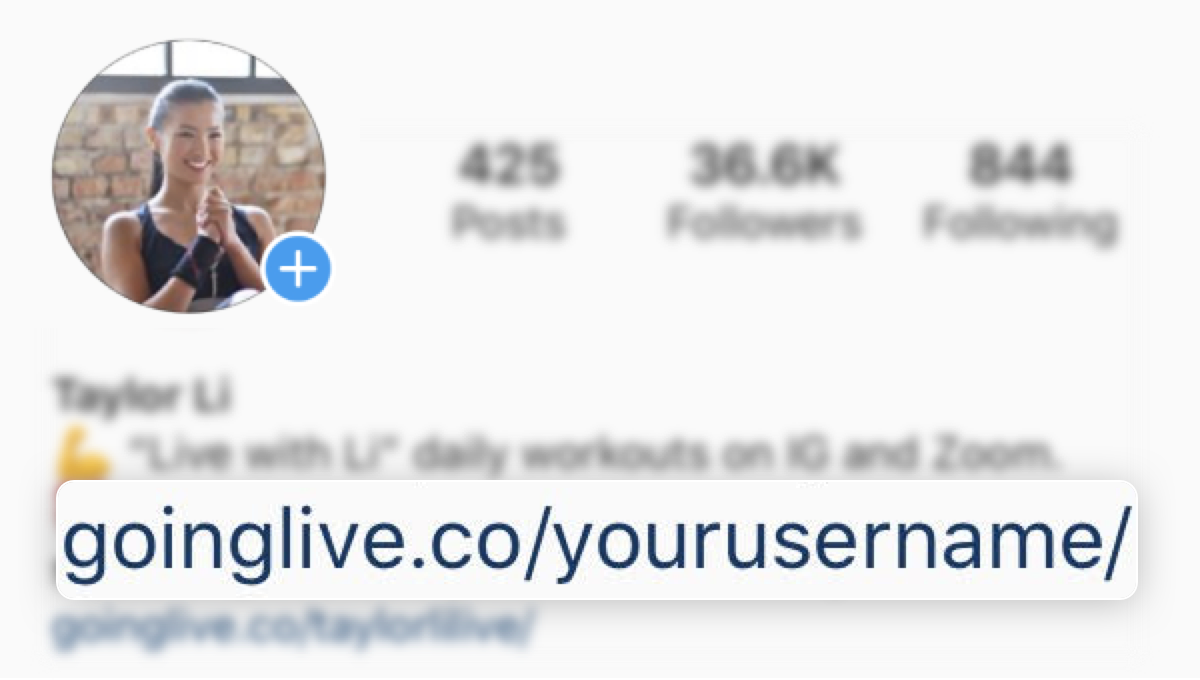 425 36.6K 844
Posts Followers Following
Taylor Li
💪 "Live with Li" daily workouts on IG and Zoom.
goinglive.co/yourusername/
goinglive.co/taylorlilive/